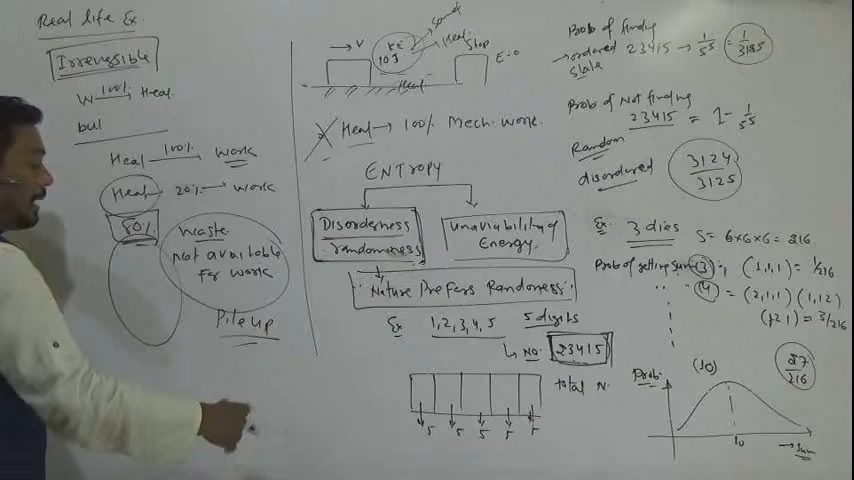 Real life Ex.
Irreversible
W 100% → Heat
but
Heat 100% → work
Heat → 20% → work
80%
waste
not available
for work
Pile up
→ V
KE
10 J
Sound
Heat
Stop
E=0
Heat
Heat → 100% Mech. work.
ENTROPY
Disorderness
randominess
Unaviability of
Energy.
Nature Prefers Randomness
Ex 1,2,3,4,5 5 digits
No. 23415
total N.
5 5 5 5 5
Prob of finding
→ ordered 23415 → 1/5⁵ = 1/3125
State
Prob of Not finding
23415 = 1 - 1/5⁵
Random
disordered 3124/3125
Ex. 3 dies S = 6×6×6 = 216
Prob of getting Sum (3) : (1,1,1) = 1/216
" " (4) = (2,1,1) (1,1,2)
(1 2 1) = 3/216
27/216
Prob. (10)
10 → Sum